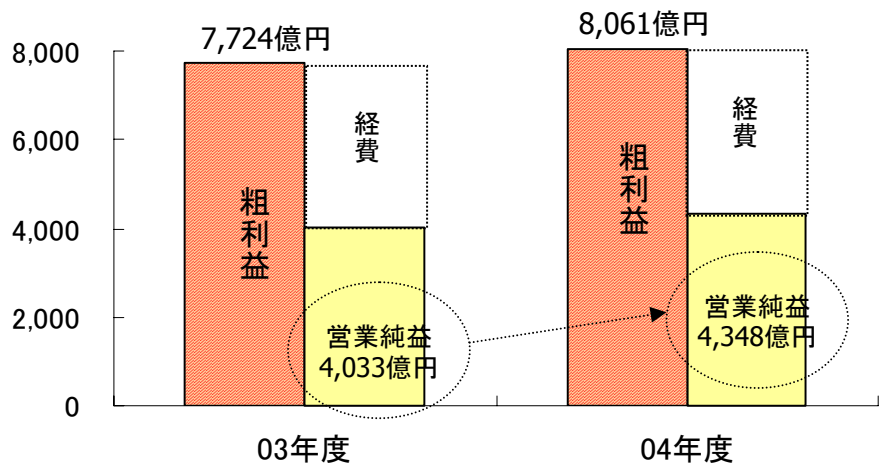 7,724億円
8,061億円
8,000
6,000
4,000
2,000
0
経費
粗利益
営業純益
4,033億円
経費
粗利益
営業純益
4,348億円
03年度
04年度